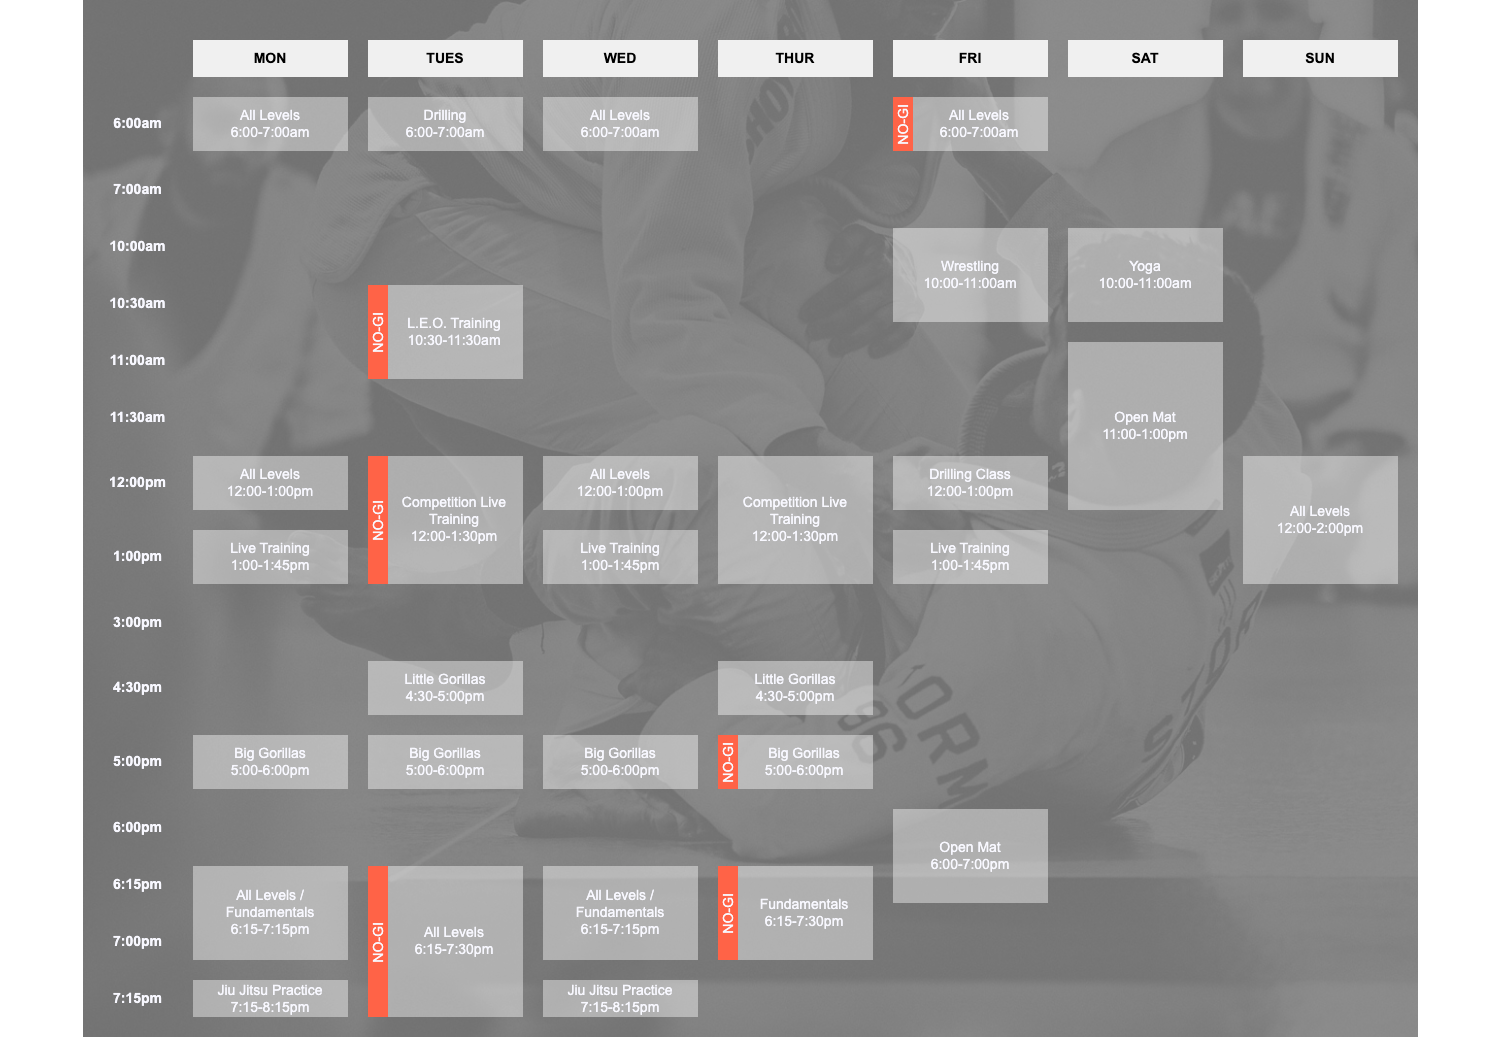 MON
TUES
WED
THUR
FRI
SAT
SUN
6:00am
All Levels
6:00-7:00am
Drilling
6:00-7:00am
All Levels
6:00-7:00am
NO-GI
All Levels
6:00-7:00am
7:00am
10:00am
Wrestling
10:00-11:00am
Yoga
10:00-11:00am
10:30am
NO-GI
L.E.O. Training
10:30-11:30am
11:00am
11:30am
Open Mat
11:00-1:00pm
12:00pm
All Levels
12:00-1:00pm
NO-GI
Competition Live
Training
12:00-1:30pm
All Levels
12:00-1:00pm
Competition Live
Training
12:00-1:30pm
Drilling Class
12:00-1:00pm
All Levels
12:00-2:00pm
1:00pm
Live Training
1:00-1:45pm
Live Training
1:00-1:45pm
Live Training
1:00-1:45pm
3:00pm
4:30pm
Little Gorillas
4:30-5:00pm
Little Gorillas
4:30-5:00pm
5:00pm
Big Gorillas
5:00-6:00pm
Big Gorillas
5:00-6:00pm
Big Gorillas
5:00-6:00pm
NO-GI
Big Gorillas
5:00-6:00pm
6:00pm
Open Mat
6:00-7:00pm
6:15pm
All Levels /
Fundamentals
6:15-7:15pm
NO-GI
All Levels
6:15-7:30pm
All Levels /
Fundamentals
6:15-7:15pm
NO-GI
Fundamentals
6:15-7:30pm
7:00pm
7:15pm
Jiu Jitsu Practice
7:15-8:15pm
Jiu Jitsu Practice
7:15-8:15pm
ORM
86